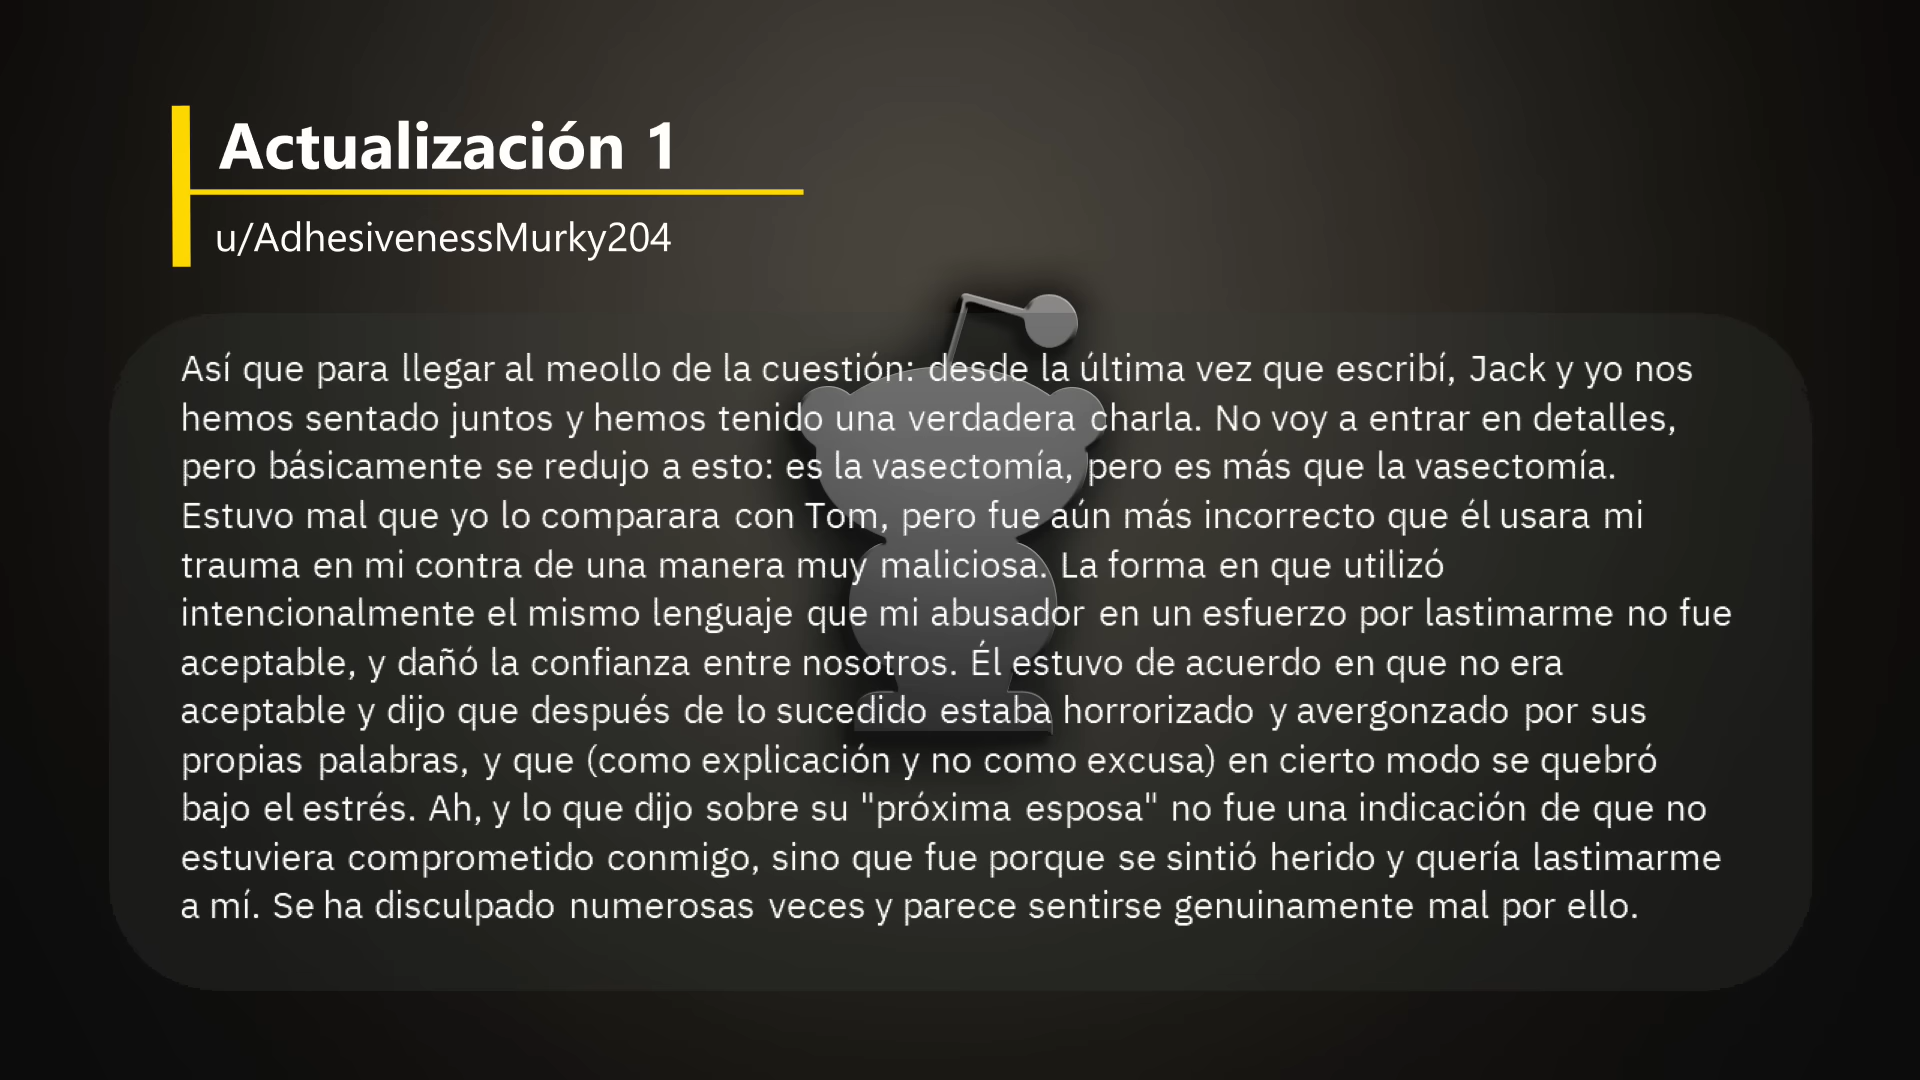 Actualización 1
u/AdhesivenessMurky204
Así que para llegar al meollo de la cuestión: desde la última vez que escribí, Jack y yo nos
hemos sentado juntos y hemos tenido una verdadera charla. No voy a entrar en detalles,
pero básicamente se redujo a esto: es la vasectomía, pero es más que la vasectomía.
Estuvo mal que yo lo comparara con Tom, pero fue aún más incorrecto que él usara mi
trauma en mi contra de una manera muy maliciosa. La forma en que utilizó
intencionalmente el mismo lenguaje que mi abusador en un esfuerzo por lastimarme no fue
aceptable, y dañó la confianza entre nosotros. Él estuvo de acuerdo en que no era
aceptable y dijo que después de lo sucedido estaba horrorizado y avergonzado por sus
propias palabras, y que (como explicación y no como excusa) en cierto modo se quebró
bajo el estrés. Ah, y lo que dijo sobre su "próxima esposa" no fue una indicación de que no
estuviera comprometido conmigo, sino que fue porque se sintió herido y quería lastimarme
a mí. Se ha disculpado numerosas veces y parece sentirse genuinamente mal por ello.